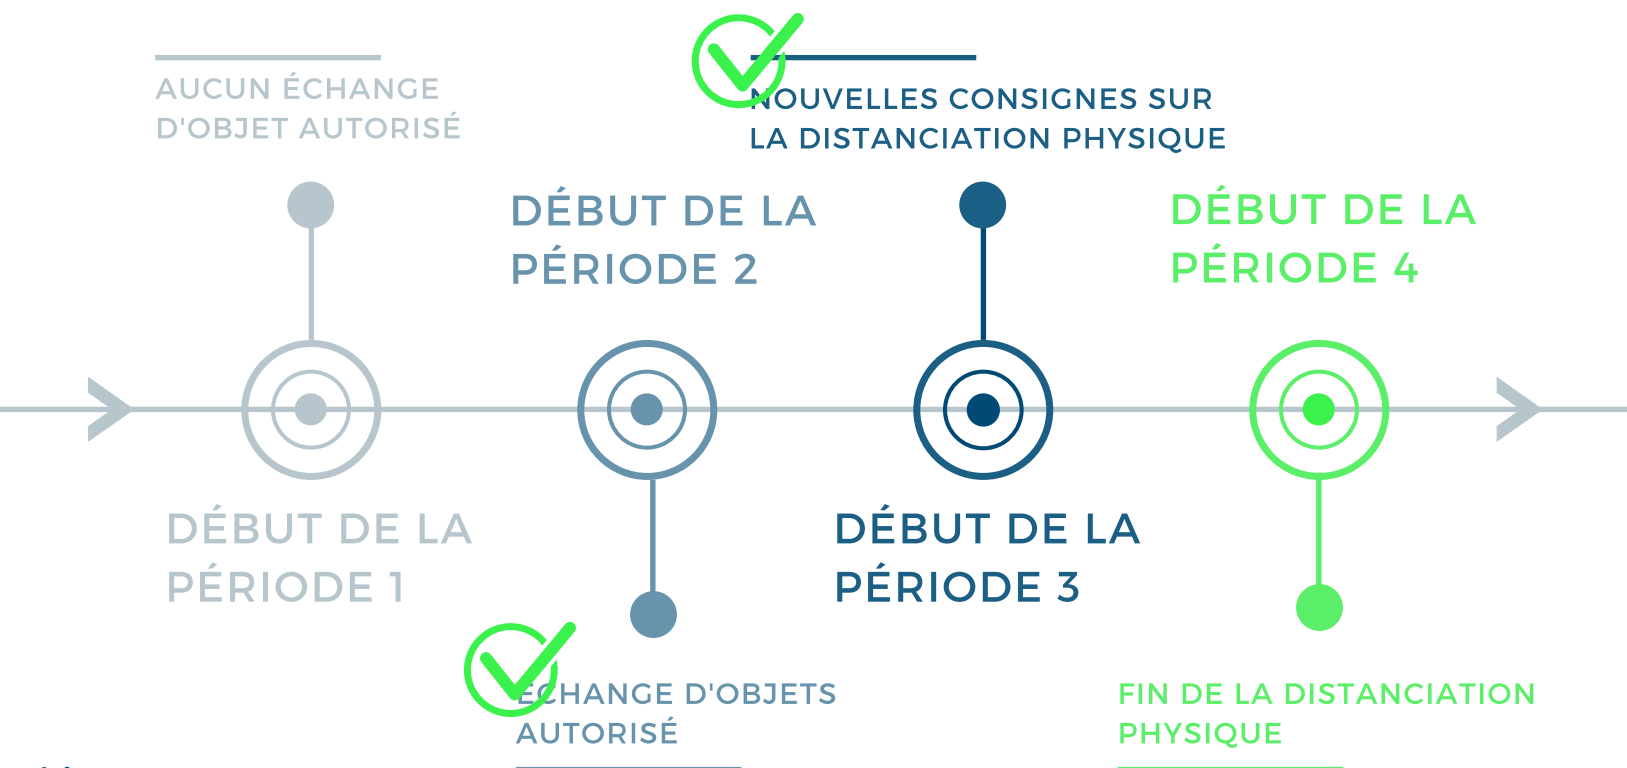 AUCUN ÉCHANGE
D'OBJET AUTORISÉ
NOUVELLES CONSIGNES SUR
LA DISTANCIATION PHYSIQUE
DÉBUT DE LA
PÉRIODE 2
DÉBUT DE LA
PÉRIODE 4
DÉBUT DE LA
PÉRIODE 1
DÉBUT DE LA
PÉRIODE 3
ÉCHANGE D'OBJETS
AUTORISÉ
FIN DE LA DISTANCIATION
PHYSIQUE